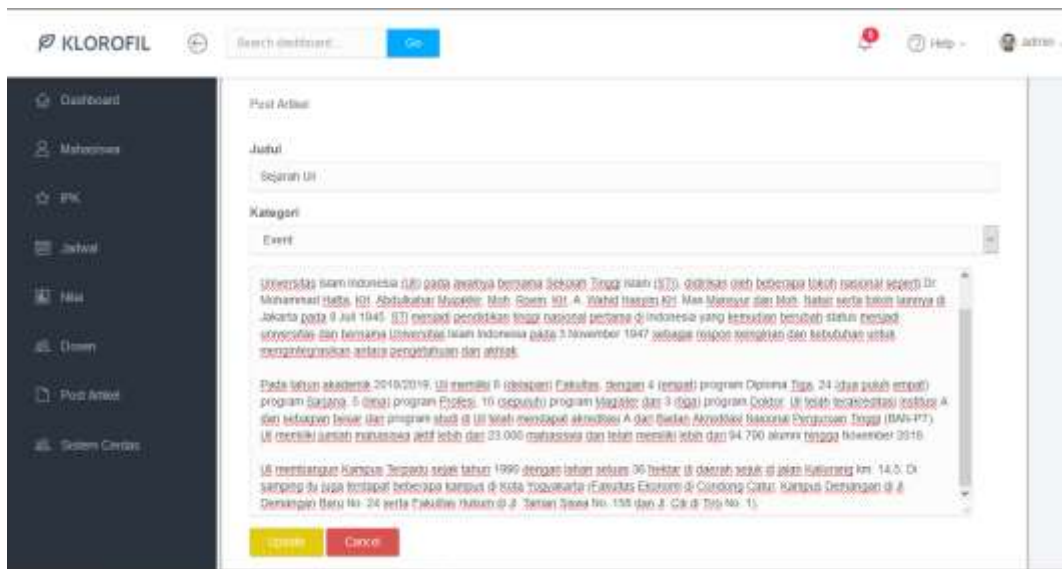 KLOROFIL
Search dashboard...
Go
Help
admin
Dashboard
Mahasiswa
IPK
Jadwal
Nilai
Dosen
Post Artikel
Sistem Cerdas
Post Artikel
Judul
Sejarah UII
Kategori
Event
Universitas Islam Indonesia (UII) pada awalnya bernama Sekolah Tinggi Islam (STI), didirikan oleh beberapa tokoh nasional seperti Dr.
Mohammad Hatta, KH. Abdulkahar Muzakkir, Moh. Roem, KH. A. Wahid Hasyim, KH. Mas Mansyur dan Moh. Natsir serta tokoh lainnya di
Jakarta pada 8 Juli 1945. STI menjadi pendidikan tinggi nasional pertama di Indonesia yang kemudian berubah status menjadi
universitas dan bernama Universitas Islam Indonesia pada 3 November 1947 sebagai respon keinginan dan kebutuhan untuk
mengintegrasikan antara pengetahuan dan akhlak.
Pada tahun akademik 2018/2019, UII memiliki 8 (delapan) Fakultas, dengan 4 (empat) program Diploma Tiga, 24 (dua puluh empat)
program Sarjana, 5 (lima) program Profesi, 10 (sepuluh) program Magister dan 3 (tiga) program Doktor. UII telah terakreditasi institusi A
dan sebagian besar dari program studi di UII telah mendapat akreditasi A dari Badan Akreditasi Nasional Perguruan Tinggi (BAN-PT).
UII memiliki jumlah mahasiswa aktif lebih dari 23.000 mahasiswa dan telah memiliki lebih dari 94.790 alumni hingga November 2018.
UII membangun Kampus Terpadu sejak tahun dengan lahan seluas 36 hektar di daerah sejuk di jalan Kaliurang km. 14,5. Di
samping itu juga terdapat beberapa kampus di Kota Yogyakarta (Fakultas Ekonomi di Condong Catur, Kampus Demangan di Jl.
Demangan Baru No. 24 serta Fakultas Hukum di Jl. Taman Siswa No. 158 dan Jl. Cik di Tiro No. 1).
Update
Cancel